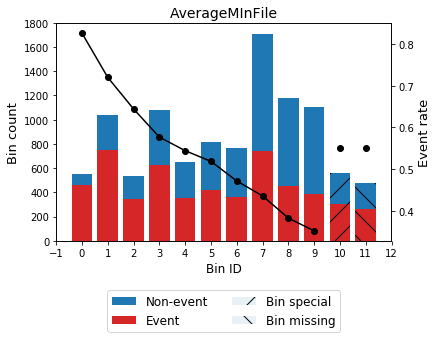 AverageMInFile
1800
1600
1400
1200
1000
800
600
400
200
0
Bin count
0.8
0.7
0.6
0.5
0.4
Event rate
−1 0 1 2 3 4 5 6 7 8 9 10 11 12
Bin ID
Non-event Bin special
Event Bin missing